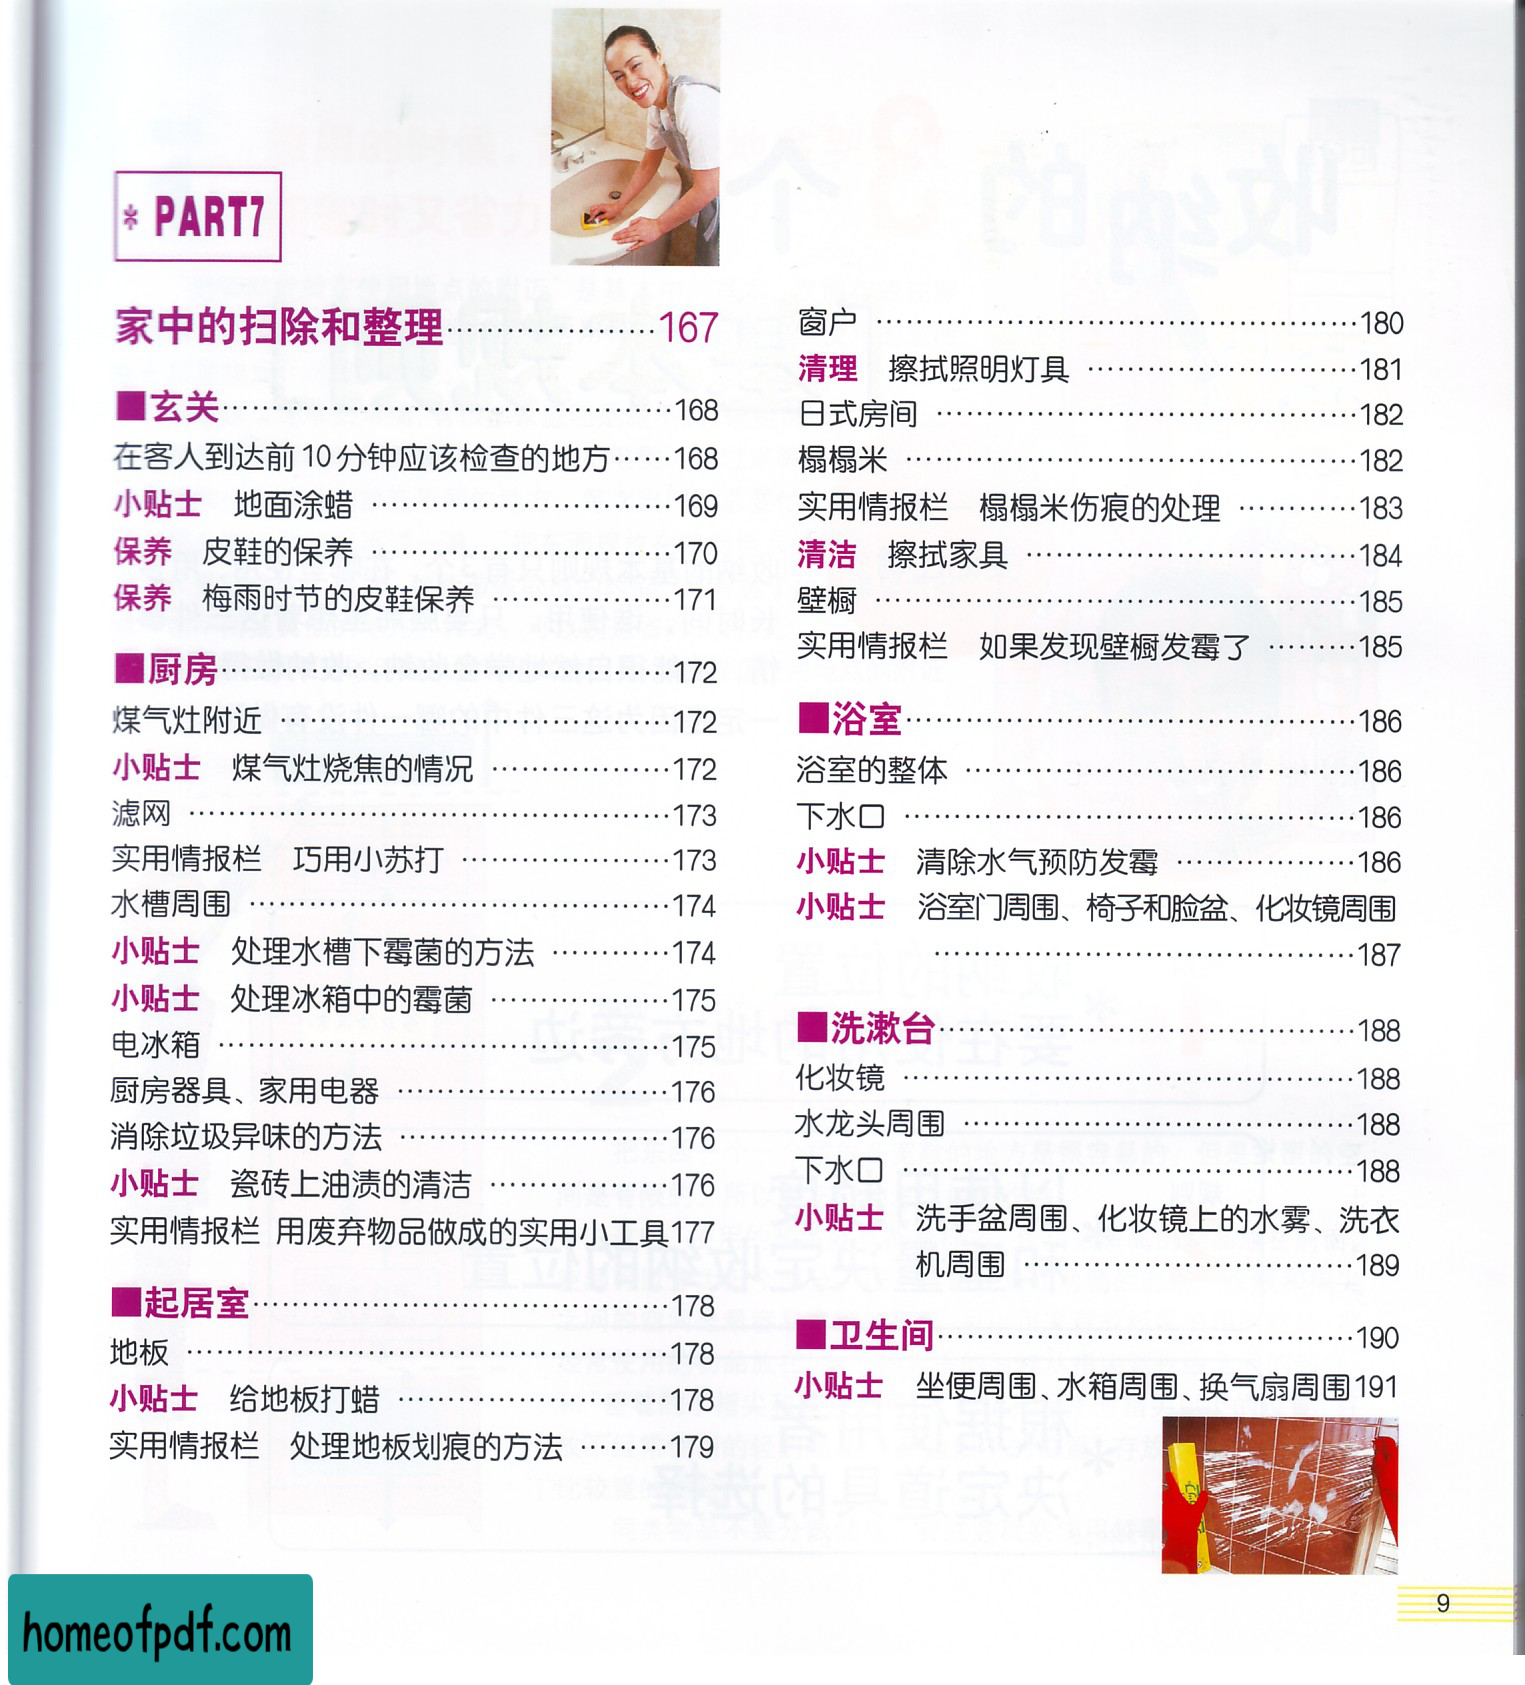 * PART7
家中的扫除和整理……………………167
■玄关……………………168
在客人到达前10分钟应该检查的地方……168
小贴士 地面涂蜡……………………169
保养 皮鞋的保养……………………170
保养 梅雨时节的皮鞋保养……………………171
■厨房……………………172
煤气灶附近……………………172
小贴士 煤气灶烧焦的情况……………………172
滤网……………………173
实用情报栏 巧用小苏打……………………173
水槽周围……………………174
小贴士 处理水槽下霉菌的方法…………174
小贴士 处理冰箱中的霉菌……………………175
电冰箱……………………175
厨房器具、家用电器……………………176
消除垃圾异味的方法……………………176
小贴士 瓷砖上油渍的清洁……………………176
实用情报栏 用废弃物品做成的实用小工具177
■起居室……………………178
地板……………………178
小贴士 给地板打蜡……………………178
实用情报栏 处理地板划痕的方法………179
窗户……………………180
清理 擦拭照明灯具……………………181
日式房间……………………182
榻榻米……………………182
实用情报栏 榻榻米伤痕的处理…………183
清洁 擦拭家具……………………184
壁橱……………………185
实用情报栏 如果发现壁橱发霉了………185
■浴室……………………186
浴室的整体……………………186
下水口……………………186
小贴士 清除水气预防发霉……………………186
小贴士 浴室门周围、椅子和脸盆、化妆镜周围
……………………187
■洗漱台……………………188
化妆镜……………………188
水龙头周围……………………188
下水口……………………188
小贴士 洗手盆周围、化妆镜上的水雾、洗衣
机周围……………………189
■卫生间……………………190
小贴士 坐便周围、水箱周围、换气扇周围191
9
homeofpdf.com